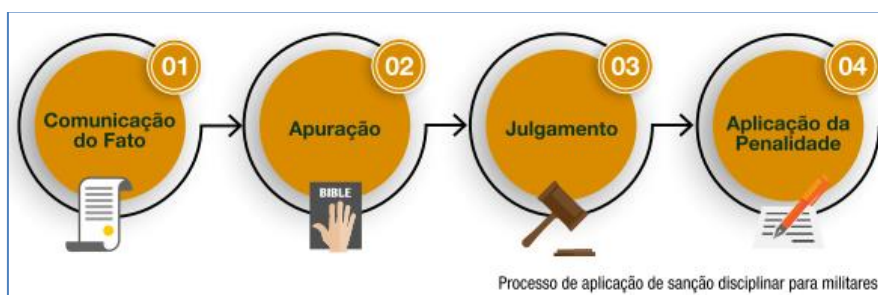 01
Comunicação
do Fato
02
Apuração
BIBLE
03
Julgamento
04
Aplicação da
Penalidade
Processo de aplicação de sanção disciplinar para militares